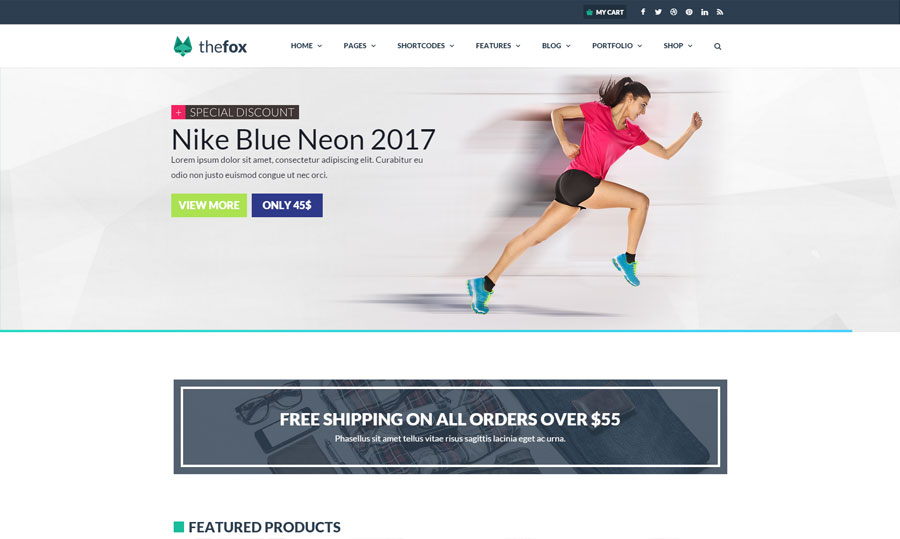 MY CART
thefox
HOME PAGES SHORTCODES FEATURES BLOG PORTFOLIO SHOP
+ SPECIAL DISCOUNT
Nike Blue Neon 2017
Lorem ipsum dolor sit amet, consectetur adipiscing elit. Curabitur eu
odio non justo euismod congue ut nec orci.
VIEW MORE ONLY 45$
FREE SHIPPING ON ALL ORDERS OVER $55
Phasellus sit amet tellus vitae risus sagittis lacinia eget ac urna.
FEATURED PRODUCTS